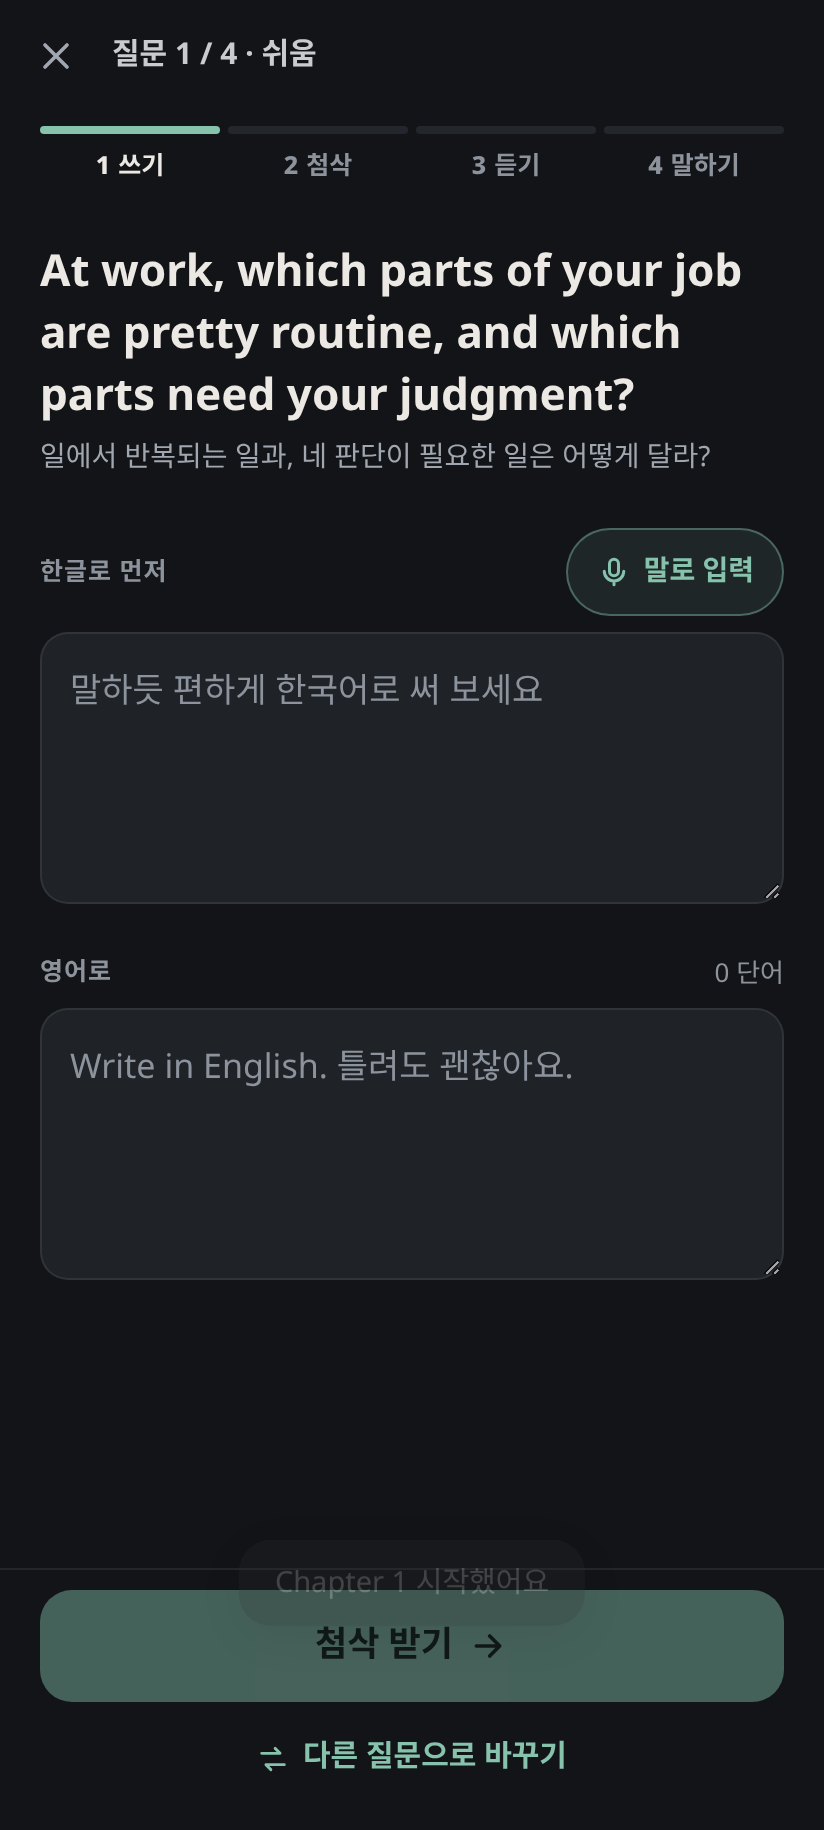 질문 1 / 4 · 쉬움
1 쓰기
2 첨삭
3 듣기
4 말하기
At work, which parts of your job
are pretty routine, and which
parts need your judgment?
일에서 반복되는 일과, 네 판단이 필요한 일은 어떻게 달라?
한글로 먼저
말로 입력
말하듯 편하게 한국어로 써 보세요
영어로
0 단어
Write in English. 틀려도 괜찮아요.
Chapter 1 시작했어요
첨삭 받기 →
다른 질문으로 바꾸기